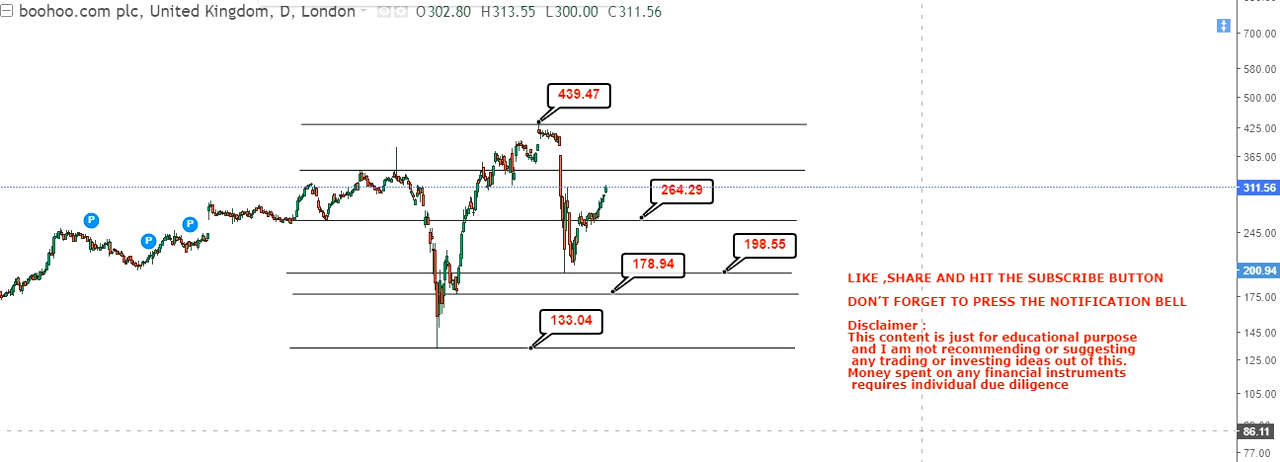 boohoo.com plc, United Kingdom, D, London O302.80 H313.55 L300.00 C311.56
700.00
580.00
500.00
439.47
425.00
365.00
311.56
264.29
P
P
P
245.00
198.55
200.94
178.94
175.00
133.04
145.00
125.00
105.00
86.11
77.00
LIKE ,SHARE AND HIT THE SUBSCRIBE BUTTON
DON'T FORGET TO PRESS THE NOTIFICATION BELL
Disclaimer :
This content is just for educational purpose
and I am not recommending or suggesting
any trading or investing ideas out of this.
Money spent on any financial instruments
requires individual due diligence